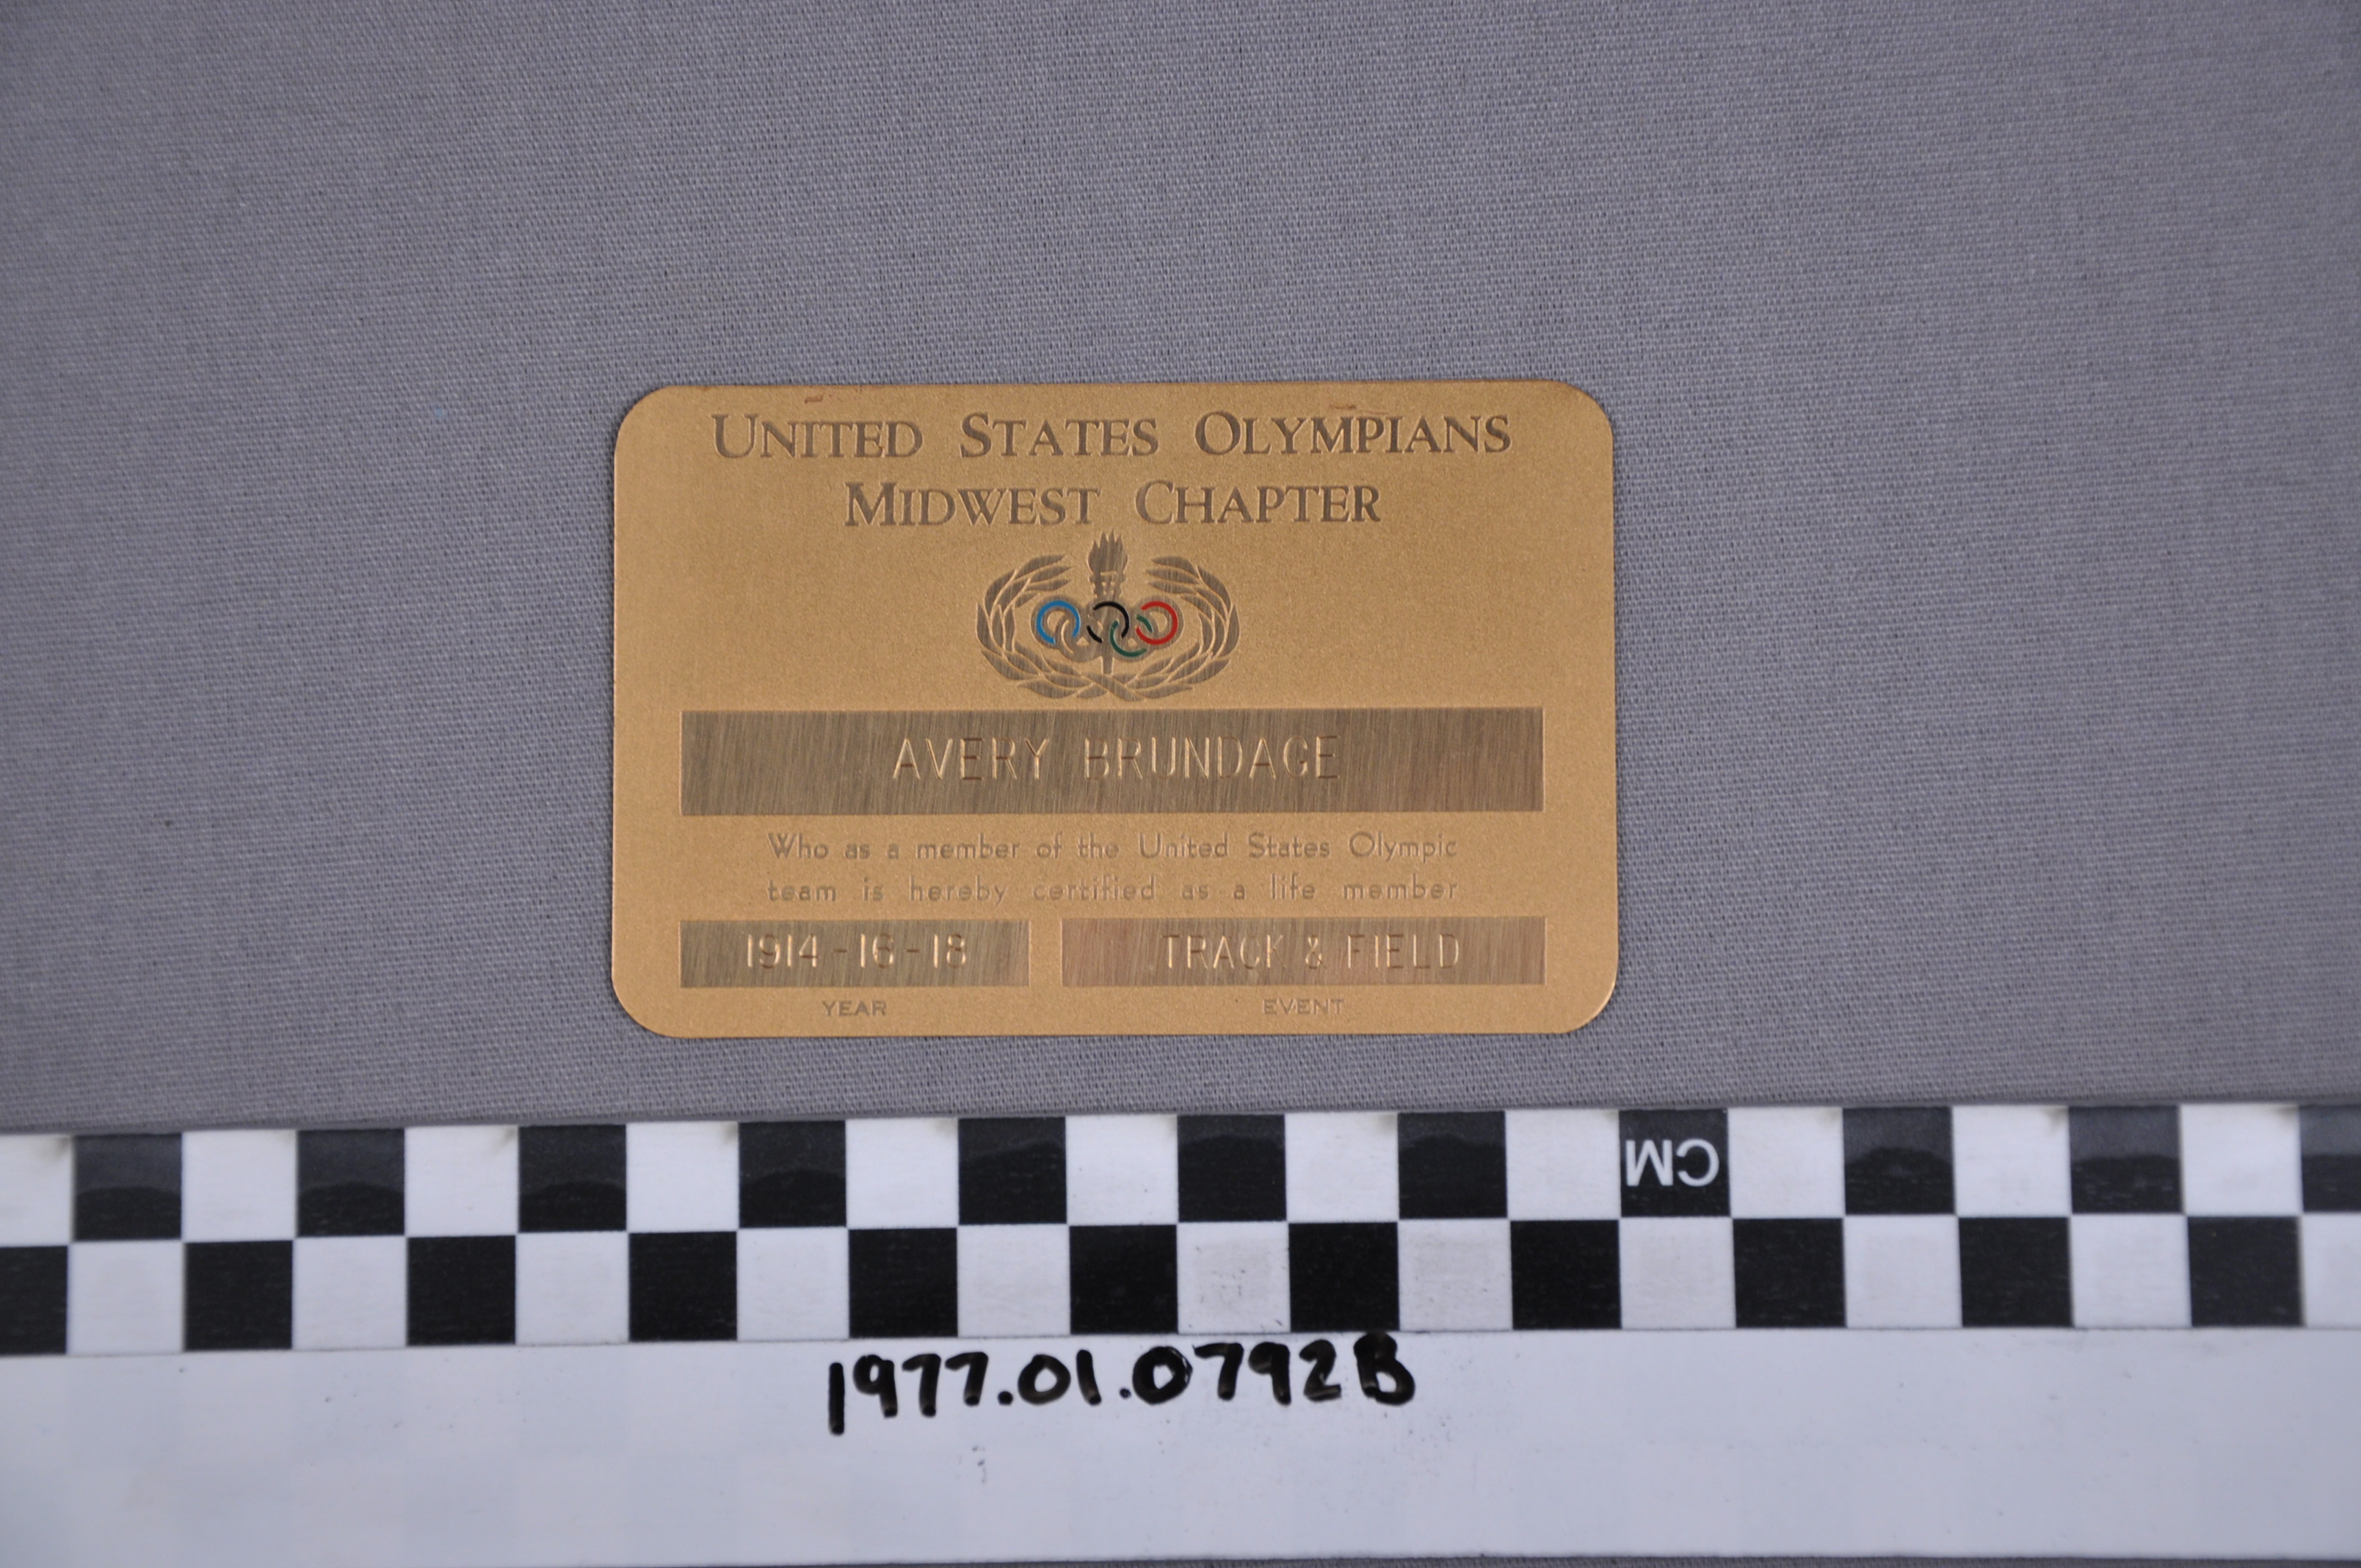 UNITED STATES OLYMPIANS
MIDWEST CHAPTER
AVERY BRUNDAGE
Who as a member of the United States Olympic
team is hereby certified as a life member
1914-16-18 TRACK & FIELD
YEAR EVENT
CM
1977.01.0792B